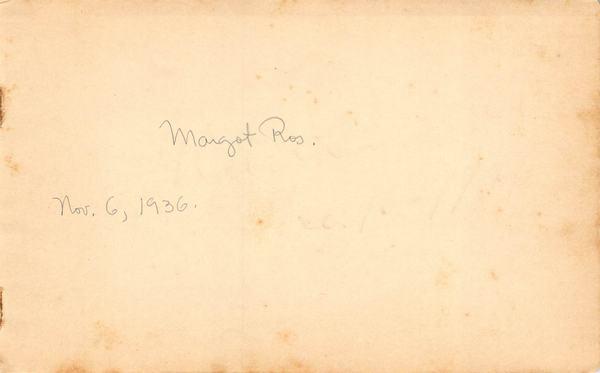 Margot Ros.
Nov. 6, 1936.